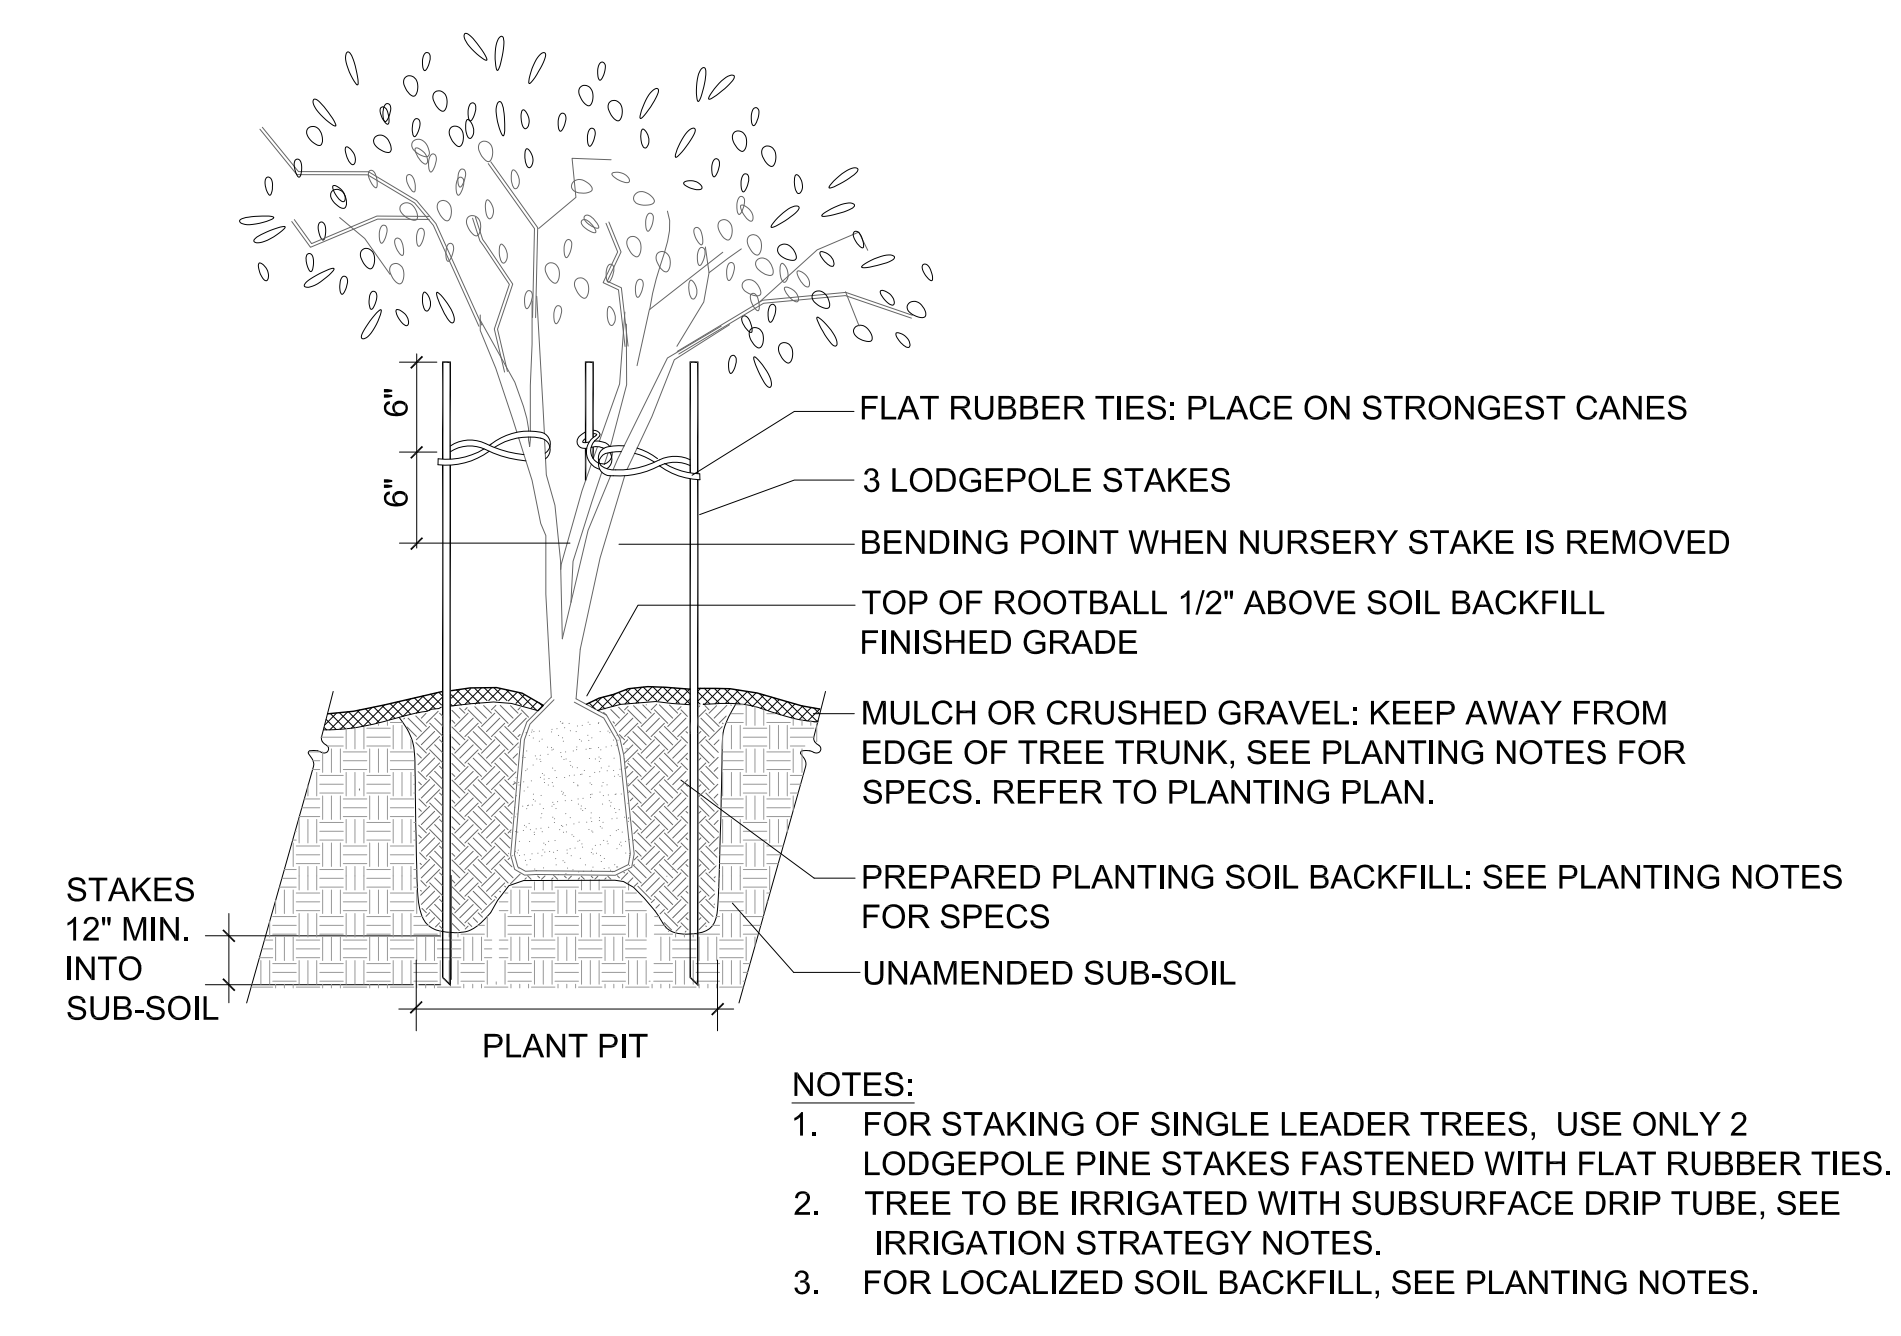 6"
6"
FLAT RUBBER TIES: PLACE ON STRONGEST CANES
3 LODGEPOLE STAKES
BENDING POINT WHEN NURSERY STAKE IS REMOVED
TOP OF ROOTBALL 1/2" ABOVE SOIL BACKFILL
FINISHED GRADE
MULCH OR CRUSHED GRAVEL: KEEP AWAY FROM
EDGE OF TREE TRUNK, SEE PLANTING NOTES FOR
SPECS. REFER TO PLANTING PLAN.
PREPARED PLANTING SOIL BACKFILL: SEE PLANTING NOTES
FOR SPECS
UNAMENDED SUB-SOIL
STAKES
12" MIN.
INTO
SUB-SOIL
PLANT PIT
NOTES:
1. FOR STAKING OF SINGLE LEADER TREES, USE ONLY 2
LODGEPOLE PINE STAKES FASTENED WITH FLAT RUBBER TIES.
2. TREE TO BE IRRIGATED WITH SUBSURFACE DRIP TUBE, SEE
IRRIGATION STRATEGY NOTES.
3. FOR LOCALIZED SOIL BACKFILL, SEE PLANTING NOTES.